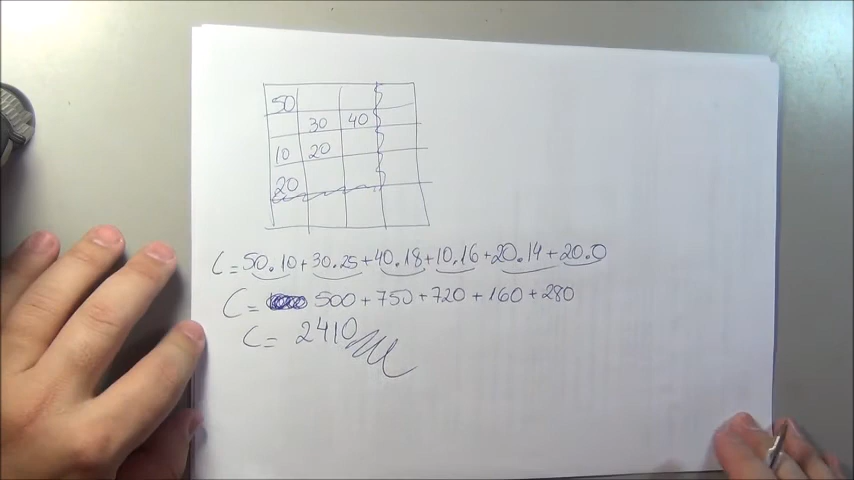 50
30 40
10 20
20
C = 50.10 + 30.25 + 40.18 + 10.16 + 20.14 + 20.0
C = 500 + 750 + 720 + 160 + 280
C = 2410